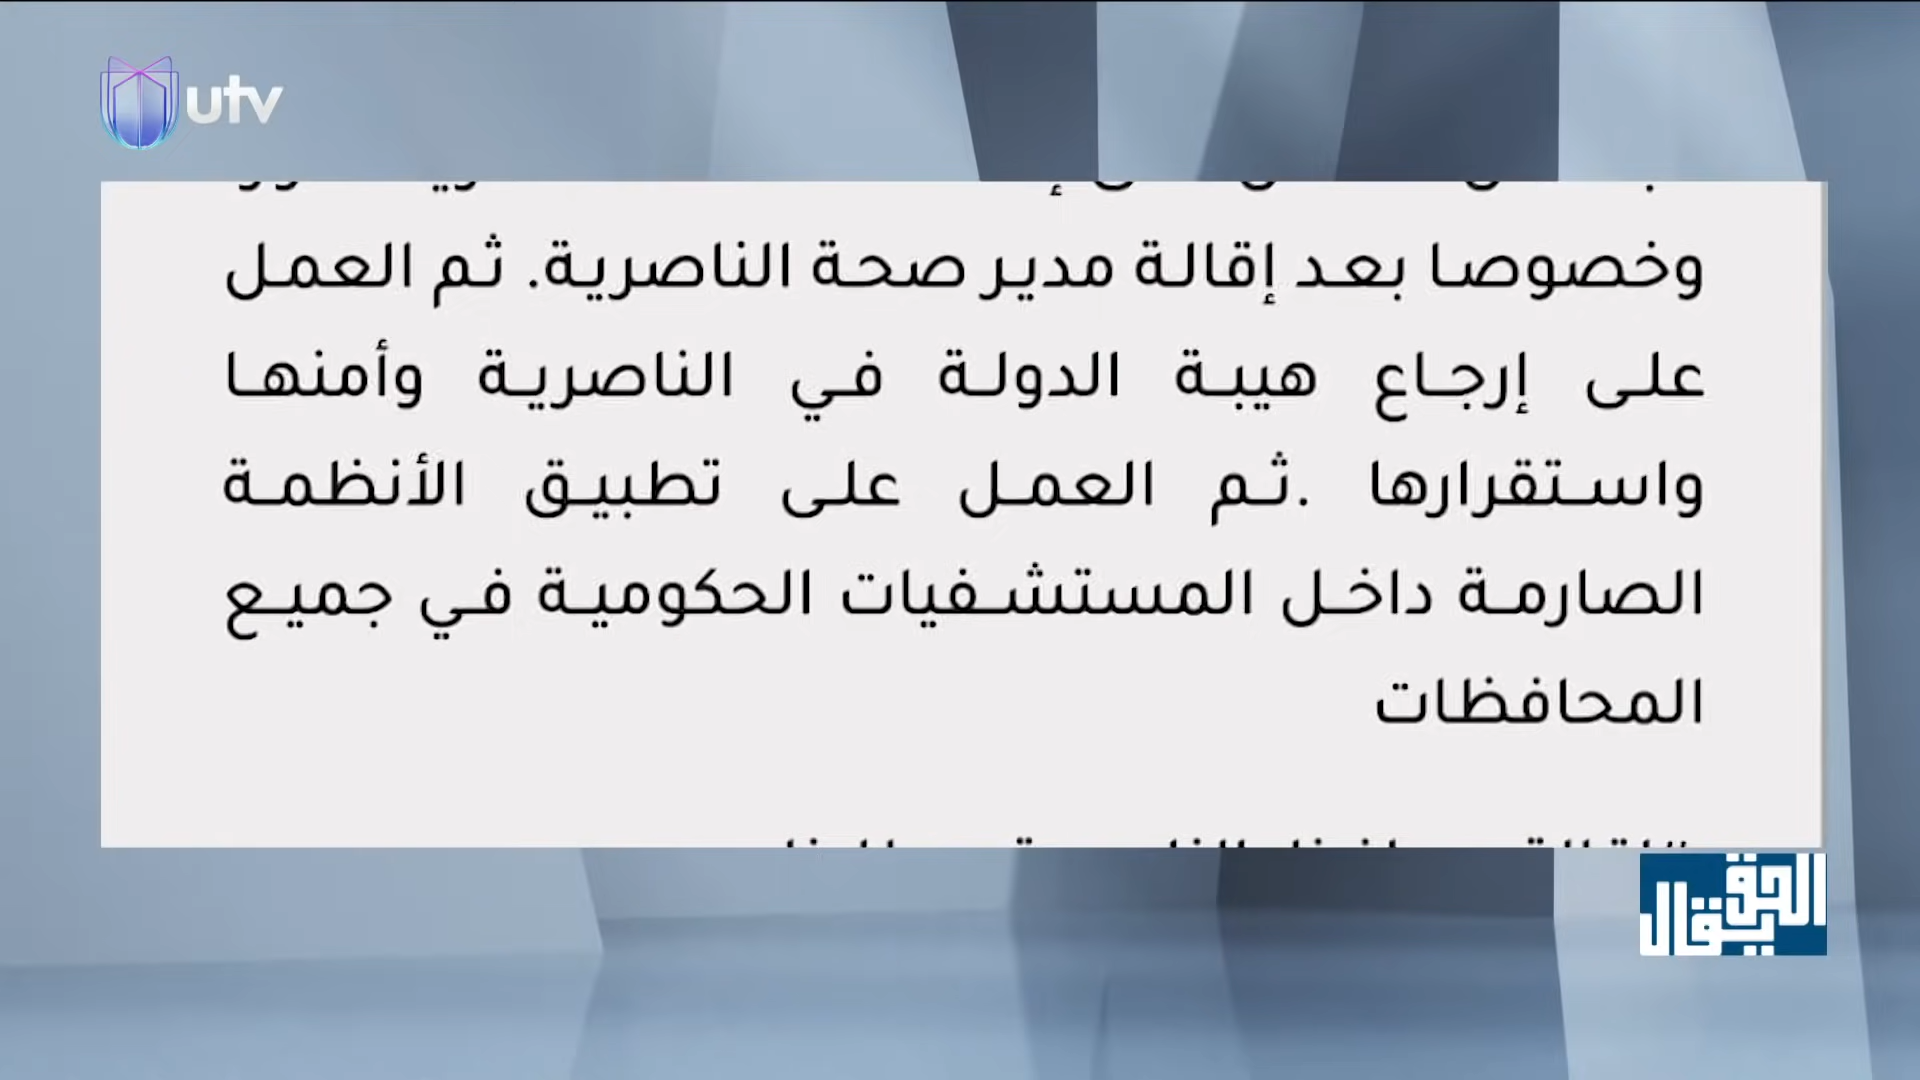 utv
وخصوصا بعد إقالة مدير صحة الناصرية. ثم العمل
على إرجاع هيبة الدولة في الناصرية وأمنها
واستقرارها .ثم العمل على تطبيق الأنظمة
الصارمة داخل المستشفيات الحكومية في جميع
المحافظات
الحق يقال